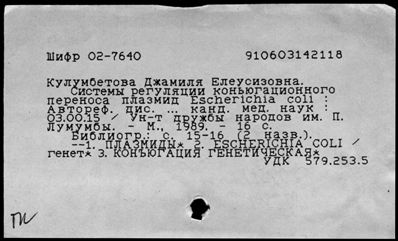 Шифр 02-7640 910603142118
Кулумбетова Джамиля Елеусизовна.
Системы регуляции конъюгационного
переноса плазмид Escherichia coli :
Автореф. дис. ... канд. мед. наук :
03.00.15 / Ун-т дружбы народов им. П.
Лумумбы. - М., 1989. - 16 с.
Библиогр.: с. 15-16 (2 назв.).
--1. ПЛАЗМИДЫ* 2. ESCHERICHIA COLI /
генет* 3. КОНЪЮГАЦИЯ ГЕНЕТИЧЕСКАЯ*
УДК 579.253.5